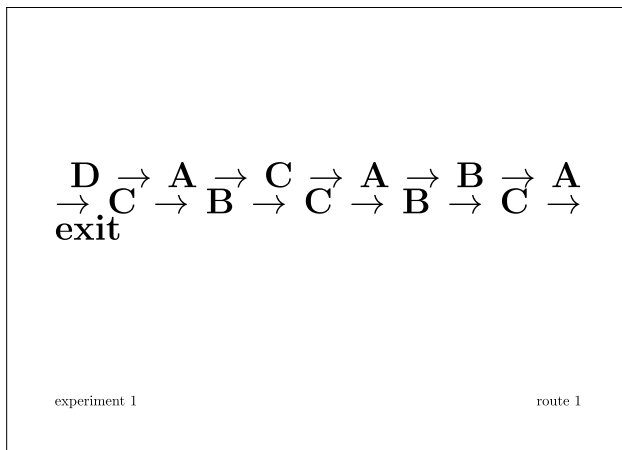 D → A → C → A → B → A
→ C → B → C → B → C →
exit
experiment 1
route 1